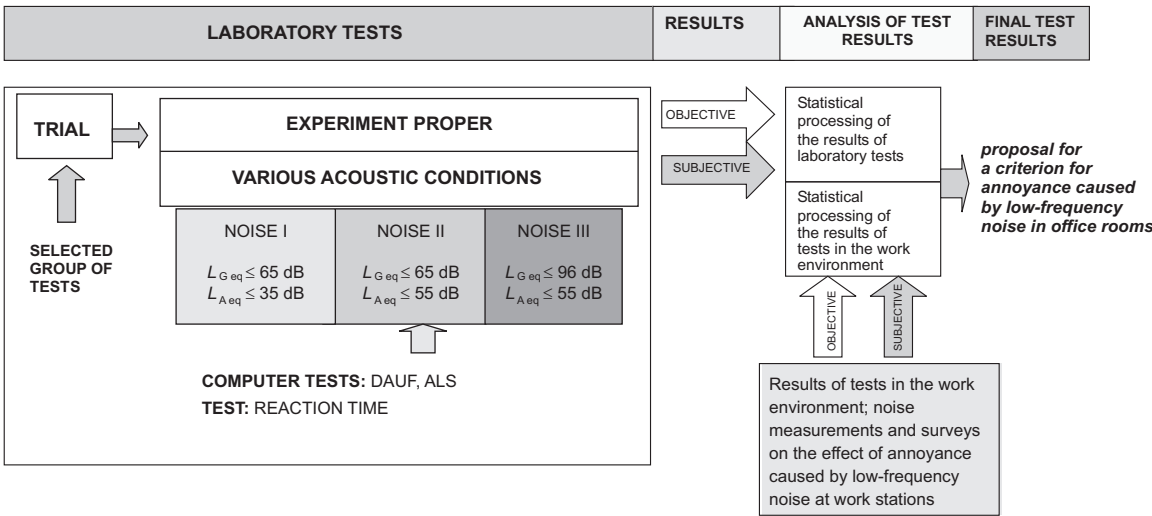 LABORATORY TESTS
RESULTS
ANALYSIS OF TEST
RESULTS
FINAL TEST
RESULTS
TRIAL
EXPERIMENT PROPER
VARIOUS ACOUSTIC CONDITIONS
SELECTED
GROUP OF
TESTS
NOISE I
L G eq ≤ 65 dB
L A eq ≤ 35 dB
NOISE II
L G eq ≤ 65 dB
L A eq ≤ 55 dB
NOISE III
L G eq ≤ 96 dB
L A eq ≤ 55 dB
COMPUTER TESTS: DAUF, ALS
TEST: REACTION TIME
OBJECTIVE
SUBJECTIVE
Statistical
processing of
the results of
laboratory tests
Statistical
processing of
the results of
tests in the work
environment
proposal for
a criterion for
annoyance caused
by low-frequency
noise in office rooms
OBJECTIVE
SUBJECTIVE
Results of tests in the work
environment; noise
measurements and surveys
on the effect of annoyance
caused by low-frequency
noise at work stations